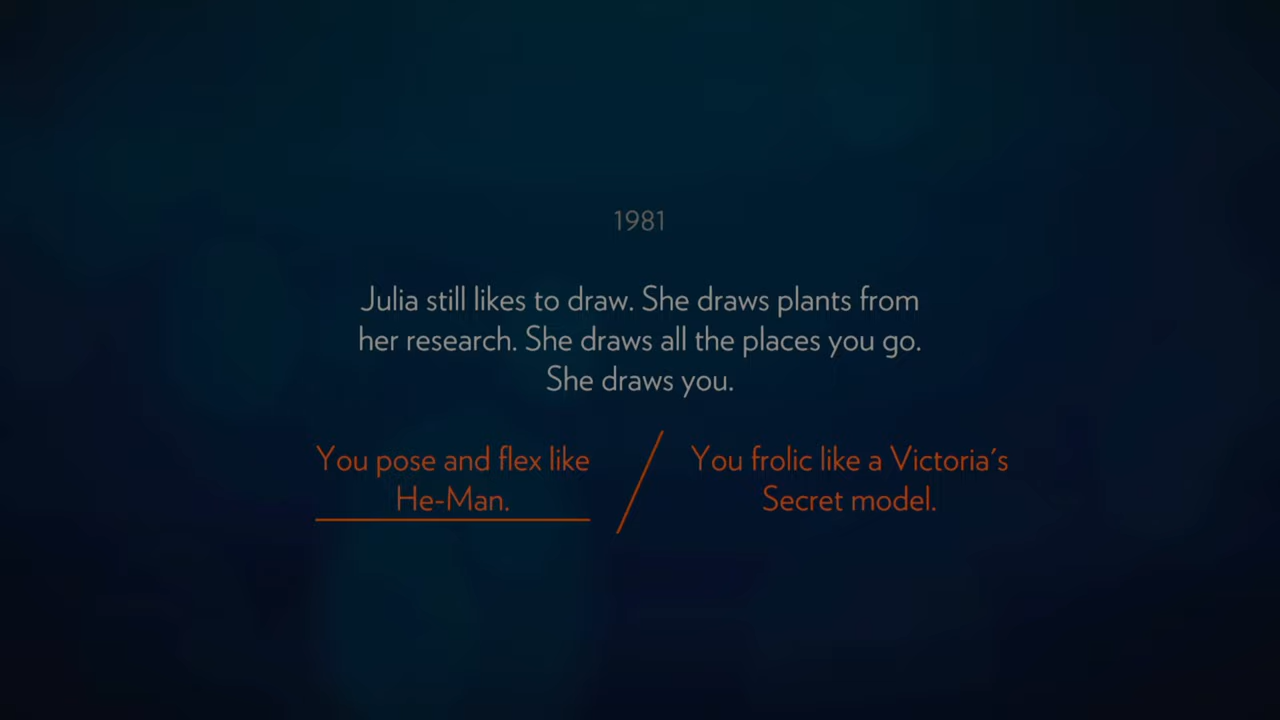 1981
Julia still likes to draw. She draws plants from
her research. She draws all the places you go.
She draws you.
You pose and flex like
He-Man.
You frolic like a Victoria's
Secret model.